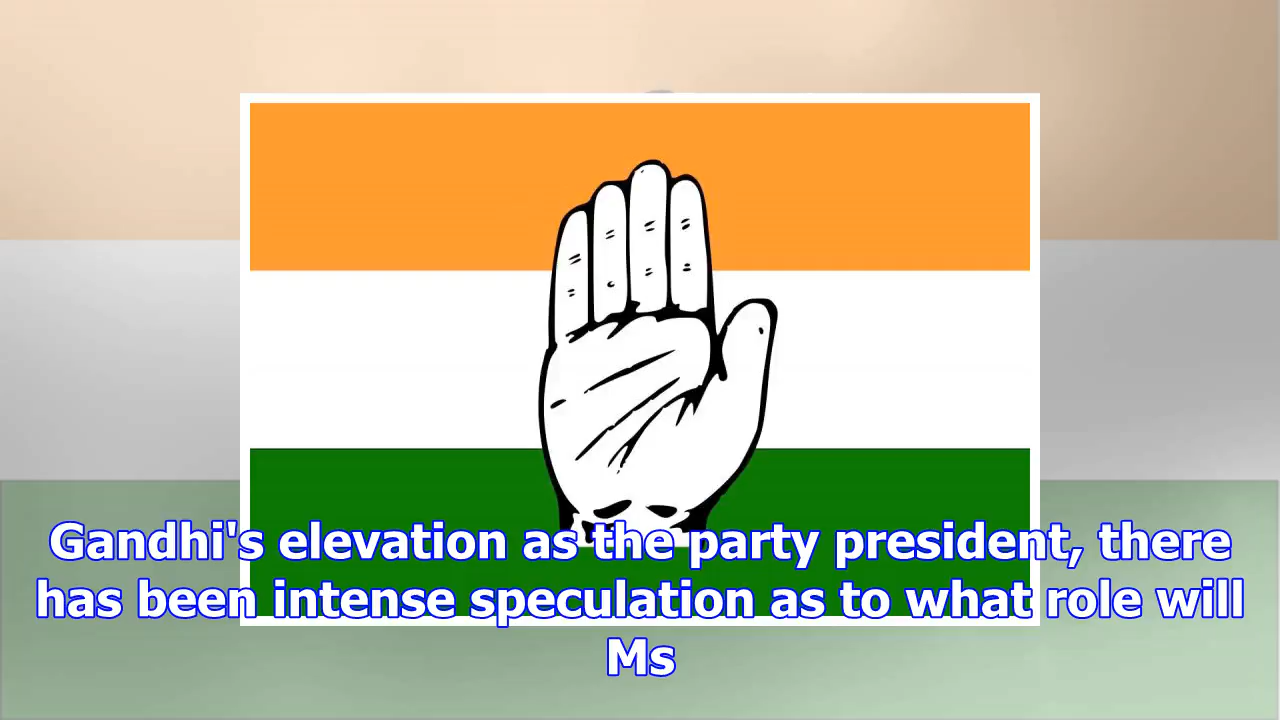 Gandhi's elevation as the party president, there
has been intense speculation as to what role will
Ms